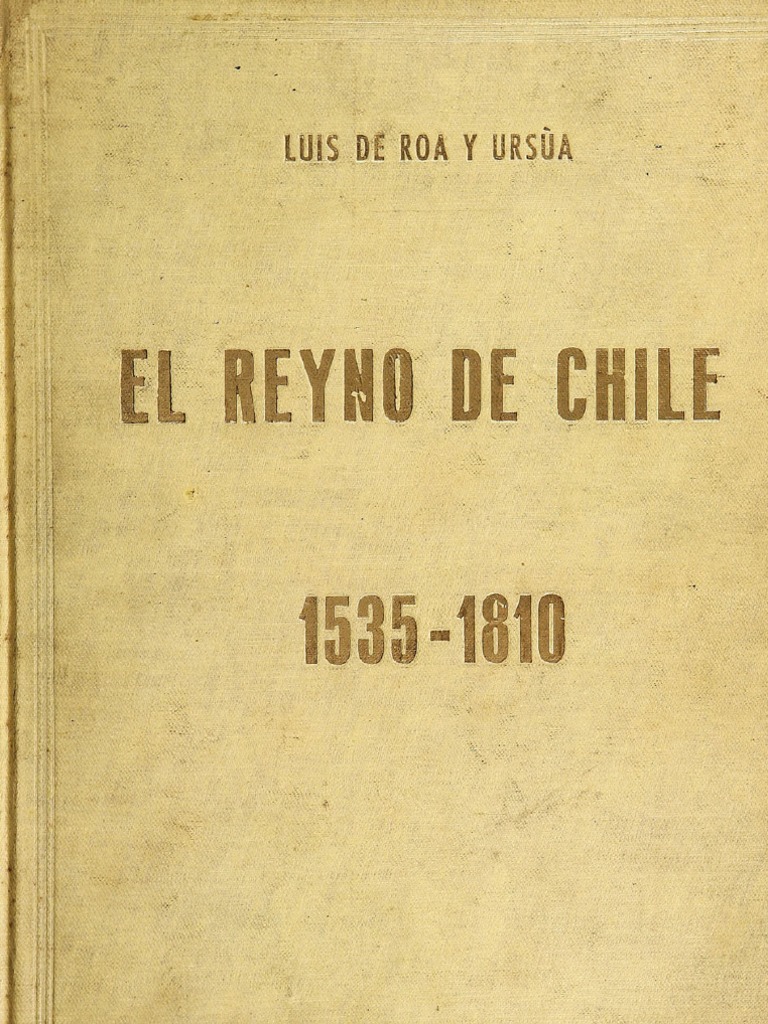 LUIS DE ROA Y URSÙA
EL REYNO DE CHILE
1535-1810